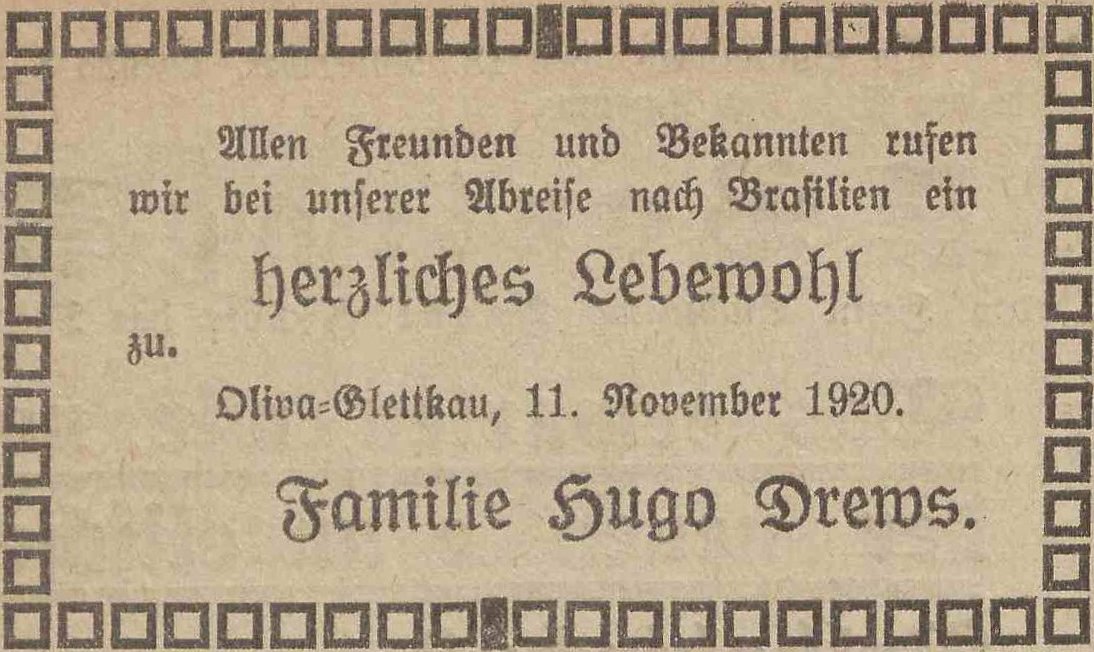 Allen Freunden und Bekannten rufen
wir bei unserer Abreise nach Brasilien ein
herzliches Lebewohl
zu.
Oliva-Glettkau, 11. November 1920.
Familie Hugo Drews.